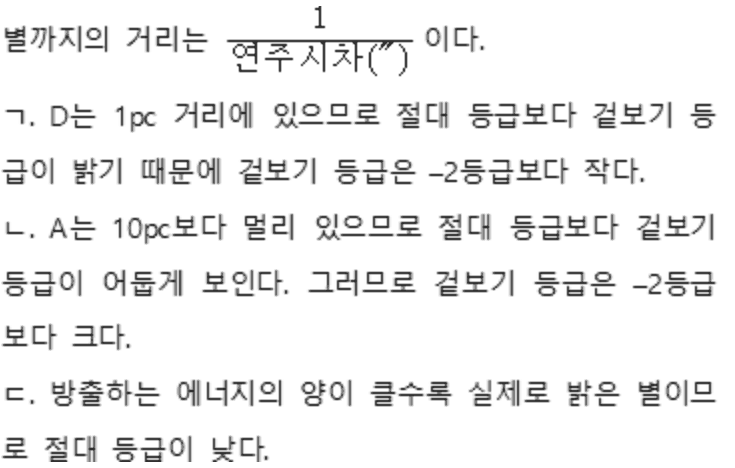 별까지의 거리는 1/연주시차(″) 이다.
ㄱ. D는 1pc 거리에 있으므로 절대 등급보다 겉보기 등
급이 밝기 때문에 겉보기 등급은 –2등급보다 작다.
ㄴ. A는 10pc보다 멀리 있으므로 절대 등급보다 겉보기
등급이 어둡게 보인다. 그러므로 겉보기 등급은 –2등급
보다 크다.
ㄷ. 방출하는 에너지의 양이 클수록 실제로 밝은 별이므
로 절대 등급이 낮다.